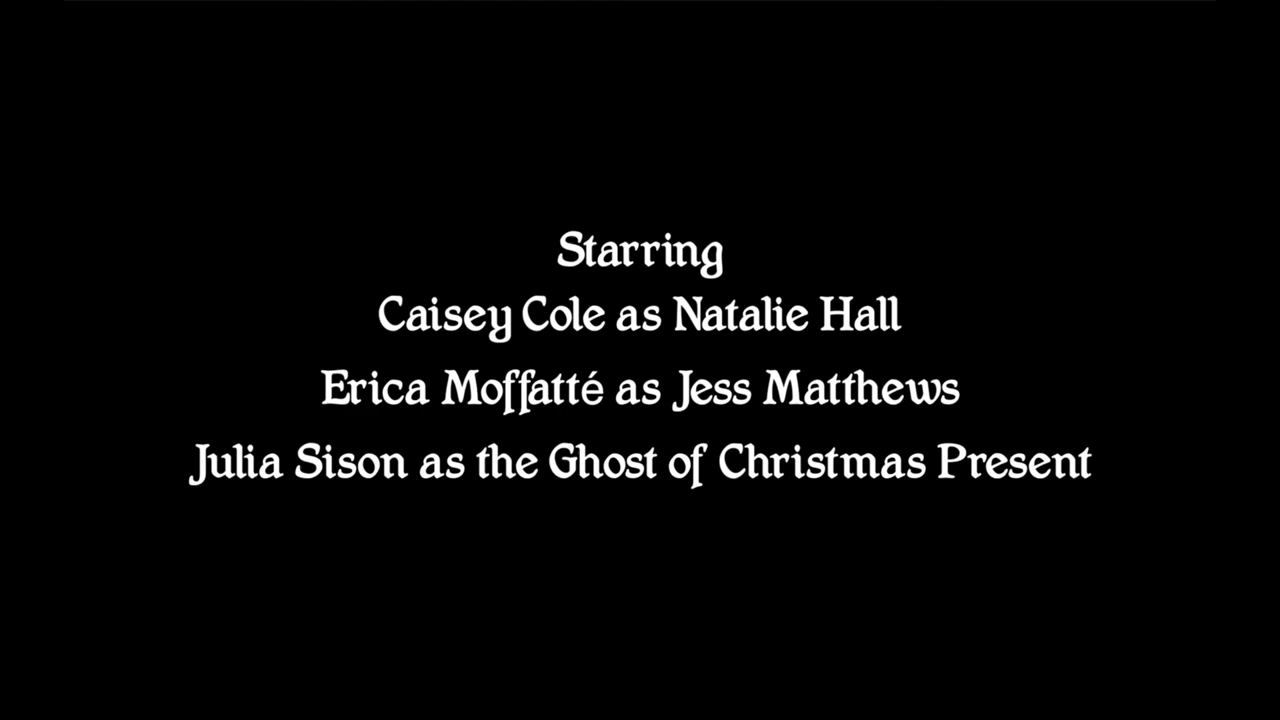 Starring
Caisey Cole as Natalie Hall
Erica Moffatté as Jess Matthews
Julia Sison as the Ghost of Christmas Present